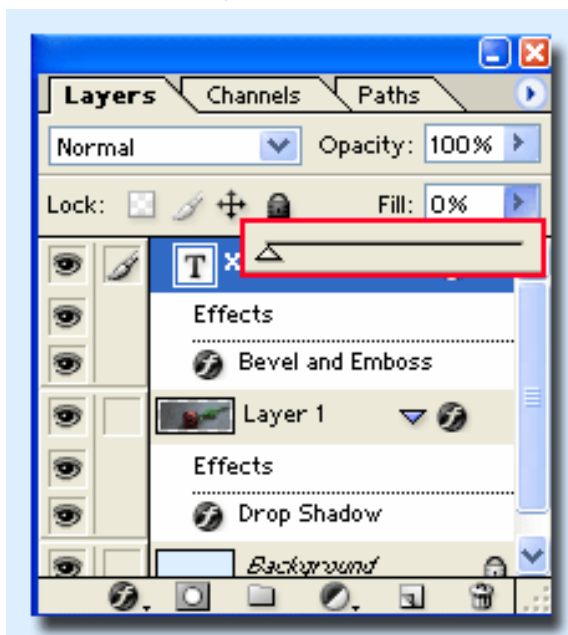 Layers Channels Paths
Normal Opacity: 100%
Lock: Fill: 0%
T X
Effects
Bevel and Emboss
Layer 1
Effects
Drop Shadow
Background